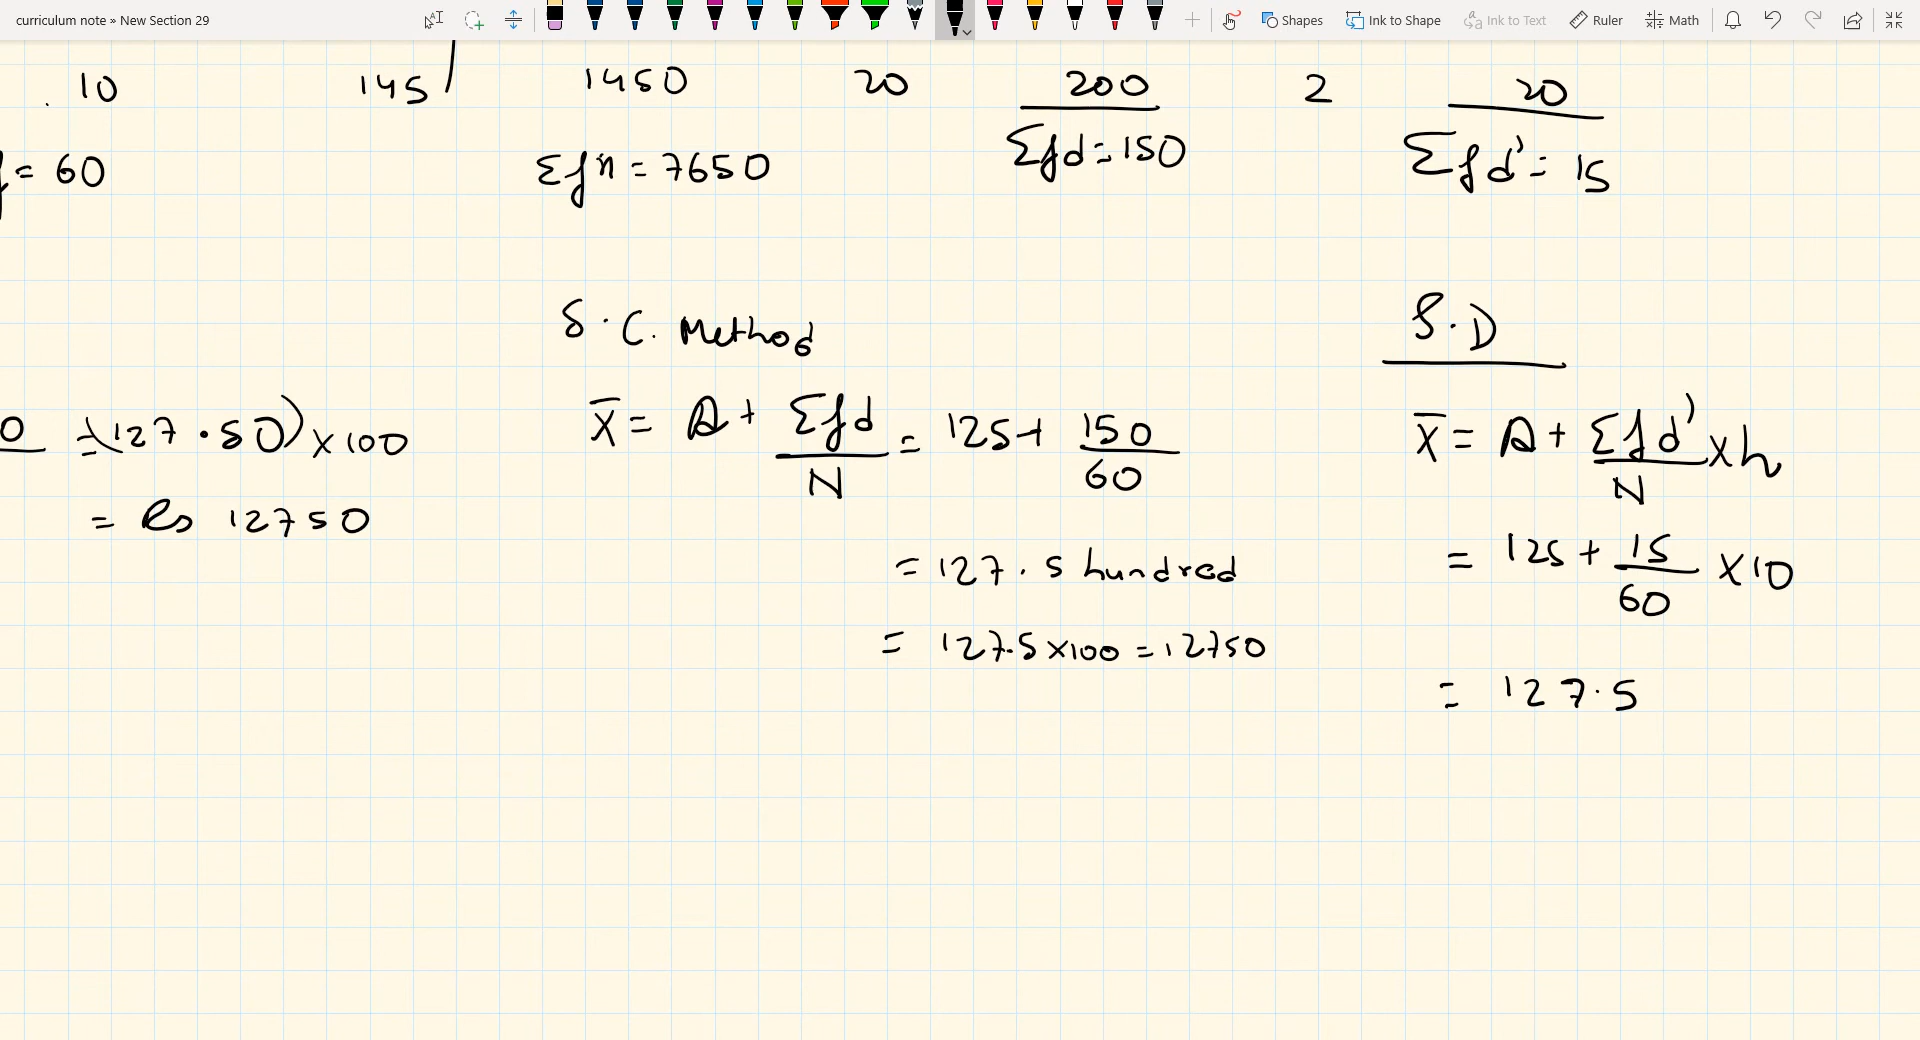 curriculum note » New Section 29
Shapes Ink to Shape Ink to Text Ruler Math
10 145 1450 20 200 2 20
= 60 Σfx = 7650 Σfd = 150 Σfd' = 15
S.C. Method
S.D
0 = (127.50) × 100
= Rs 12750
X̄ = A + Σfd / N = 125 + 150 / 60
= 127.5 hundred
= 127.5 × 100 = 12750
X̄ = A + Σfd' / N × h
= 125 + 15 / 60 × 10
= 127.5